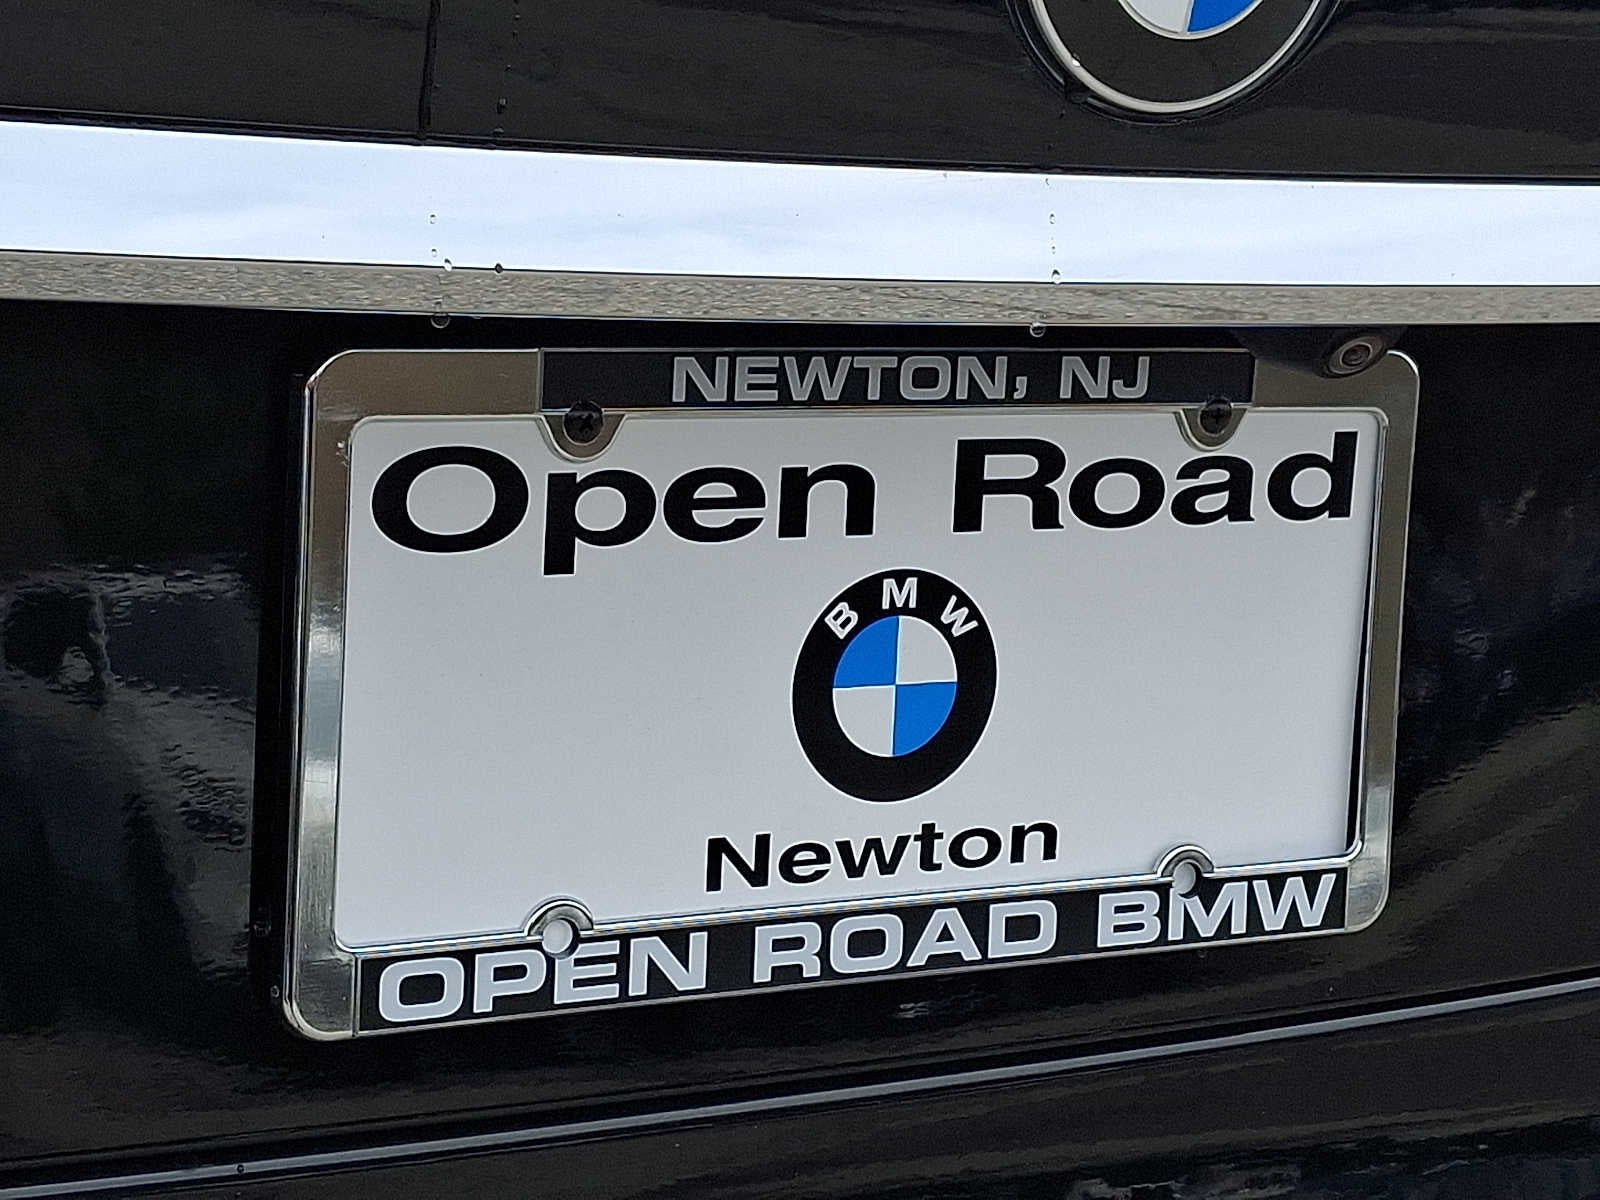 NEWTON, NJ
Open Road
BMW
Newton
OPEN ROAD BMW